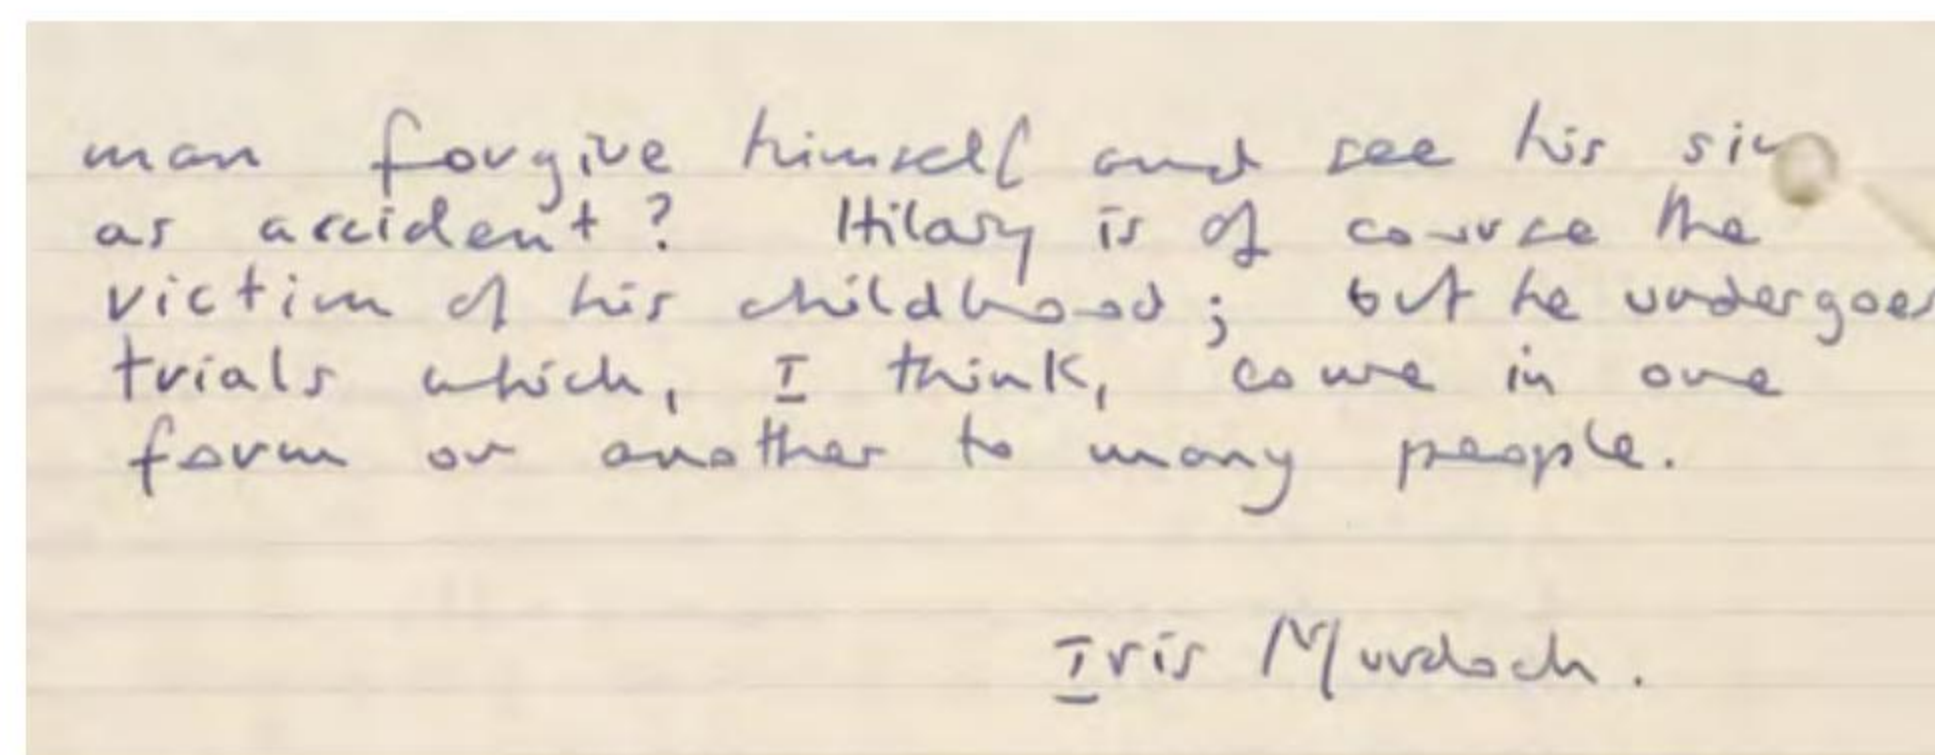 man forgive himself and see his sin
as accident? Hilary is of course the
victim of his childhood; but he undergoes
trials which, I think, come in one
form or another to many people.
Iris Murdoch.